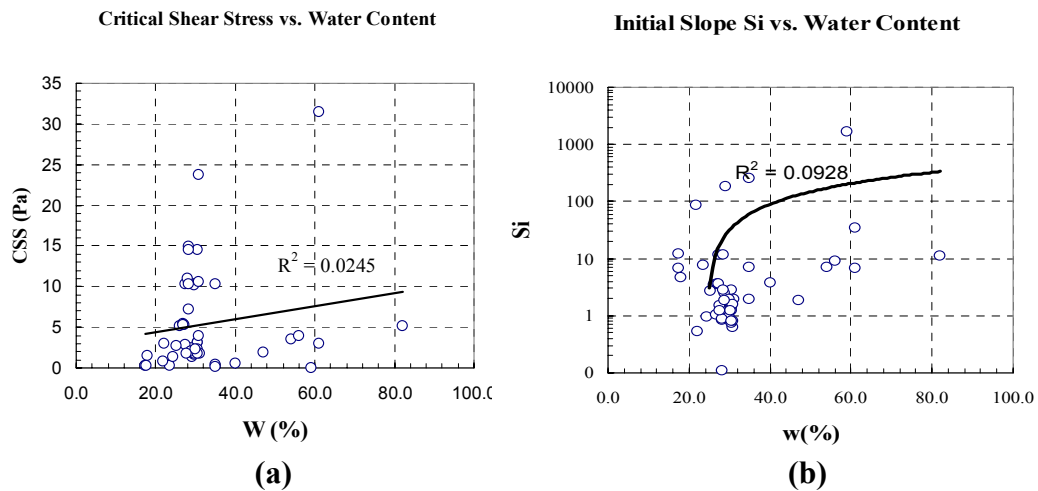 Critical Shear Stress vs. Water Content
35
30
25
20
15
10
5
0
CSS (Pa)
R² = 0.0245
0.0 20.0 40.0 60.0 80.0 100.0
W (%)
(a)
Initial Slope Si vs. Water Content
10000
1000
100
10
1
0
Si
R² = 0.0928
0.0 20.0 40.0 60.0 80.0 100.0
w(%)
(b)